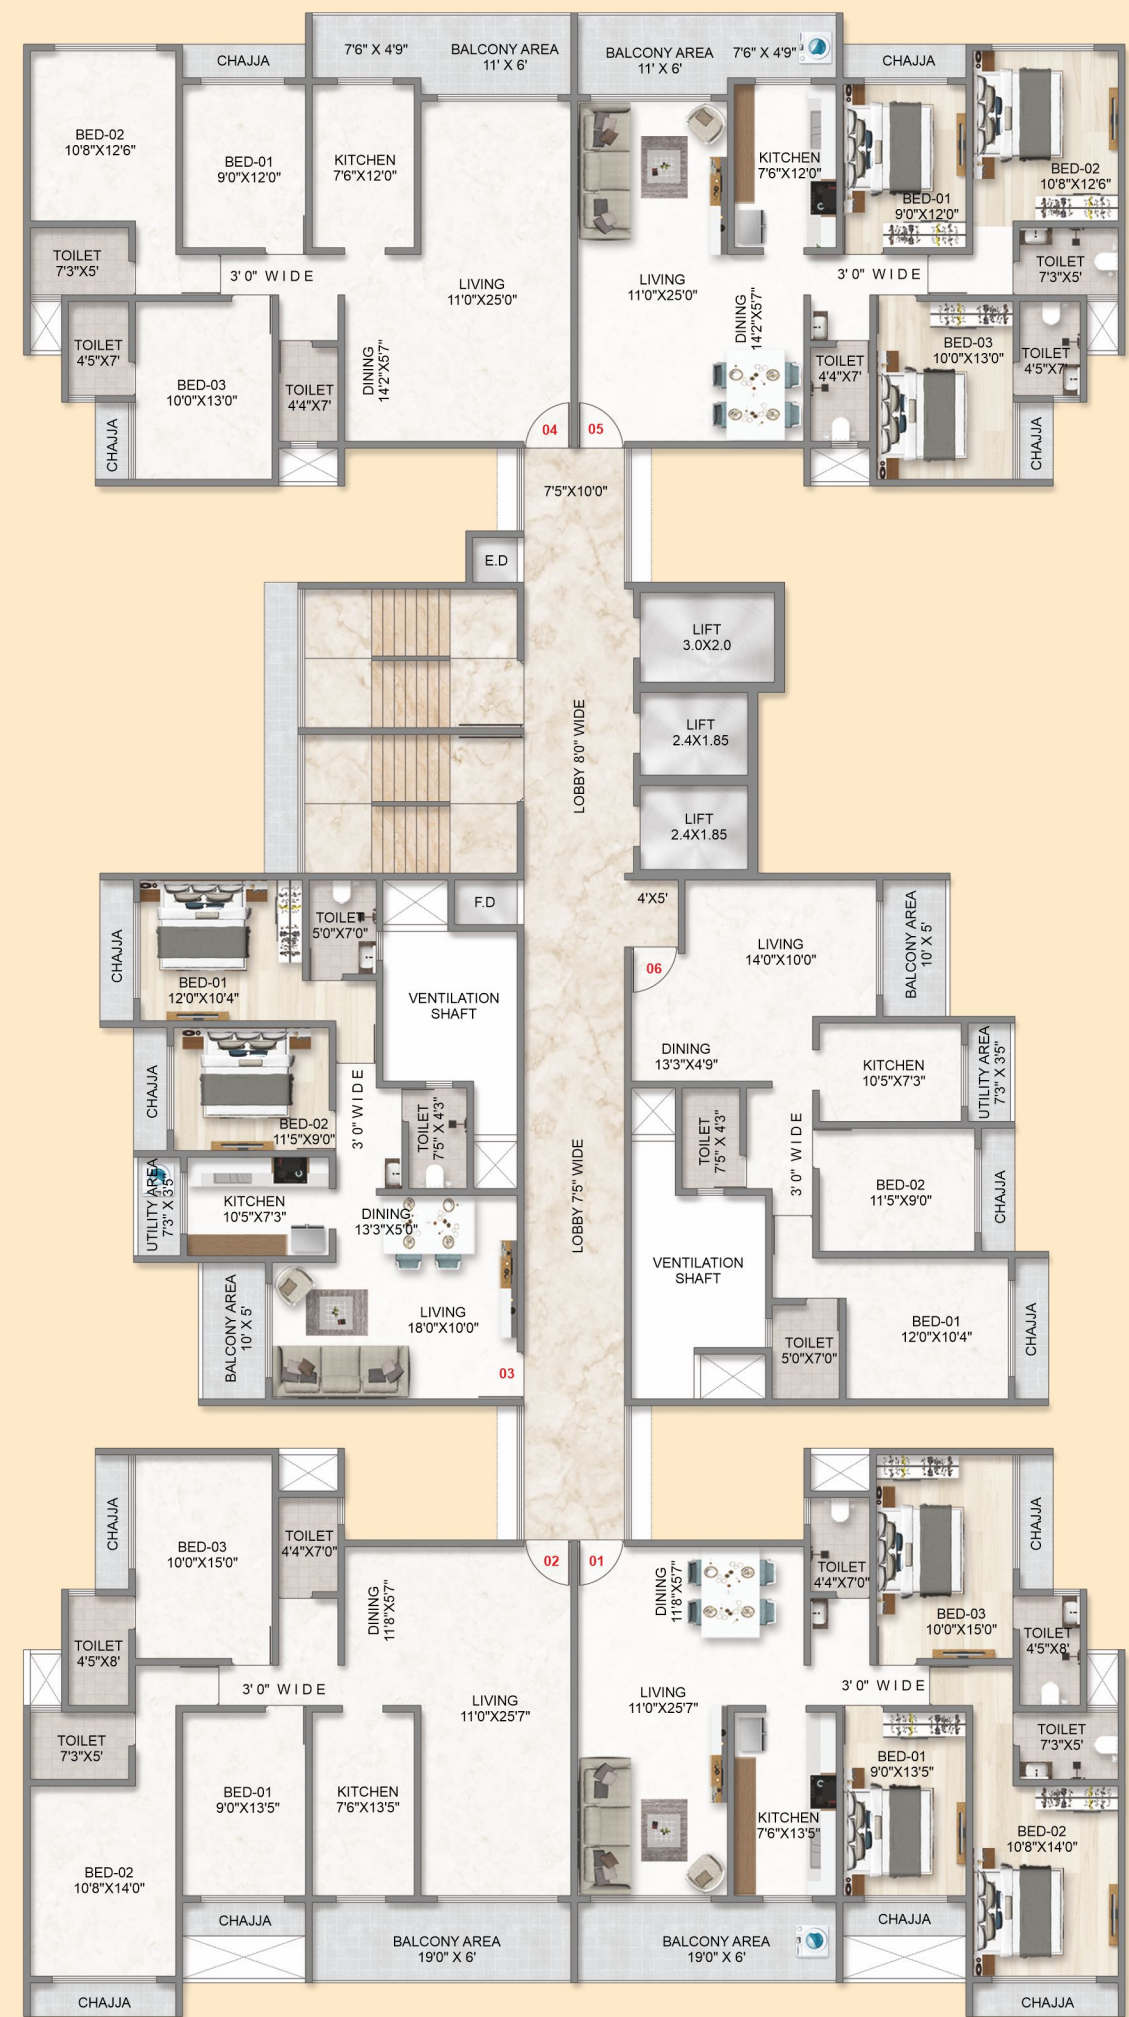 7'6" X 4'9"
BALCONY AREA
11' X 6'
BALCONY AREA
11' X 6'
7'6" X 4'9"
CHAJJA
CHAJJA
BED-02
10'8"X12'6"
BED-01
9'0"X12'0"
KITCHEN
7'6"X12'0"
KITCHEN
7'6"X12'0"
BED-01
9'0"X12'0"
BED-02
10'8"X12'6"
TOILET
7'3"X5'
3'0" WIDE
LIVING
11'0"X25'0"
LIVING
11'0"X25'0"
3'0" WIDE
TOILET
7'3"X5'
TOILET
4'5"X7'
BED-03
10'0"X13'0"
TOILET
4'4"X7'
DINING
14'2"X5'7"
DINING
14'2"X5'7"
TOILET
4'4"X7'
BED-03
10'0"X13'0"
TOILET
4'5"X7'
CHAJJA
04
05
CHAJJA
7'5"X10'0"
E.D
LIFT
3.0X2.0
LIFT
2.4X1.85
LOBBY 8'0" WIDE
LIFT
2.4X1.85
4'X5'
F.D
TOILET
5'0"X7'0"
CHAJJA
BED-01
12'0"X10'4"
VENTILATION
SHAFT
06
LIVING
14'0"X10'0"
BALCONY AREA
10' X 5'
CHAJJA
BED-02
11'5"X9'0"
3'0" WIDE
TOILET
7'5" X 4'3"
DINING
13'3"X4'9"
KITCHEN
10'5"X7'3"
UTILITY AREA
7'3" X 3'5"
TOILET
7'5" X 4'3"
3'0" WIDE
BED-02
11'5"X9'0"
CHAJJA
UTILITY AREA
7'3" X 3'5"
KITCHEN
10'5"X7'3"
DINING
13'3"X5'0"
LOBBY 7'5" WIDE
VENTILATION
SHAFT
BALCONY AREA
10' X 5'
LIVING
18'0"X10'0"
03
TOILET
5'0"X7'0"
BED-01
12'0"X10'4"
CHAJJA
CHAJJA
BED-03
10'0"X15'0"
TOILET
4'4"X7'0"
02
01
DINING
11'8"X5'7"
DINING
11'8"X5'7"
TOILET
4'4"X7'0"
BED-03
10'0"X15'0"
CHAJJA
TOILET
4'5"X8'
TOILET
4'5"X8'
3'0" WIDE
LIVING
11'0"X25'7"
LIVING
11'0"X25'7"
3'0" WIDE
TOILET
7'3"X5'
TOILET
7'3"X5'
BED-01
9'0"X13'5"
KITCHEN
7'6"X13'5"
KITCHEN
7'6"X13'5"
BED-01
9'0"X13'5"
BED-02
10'8"X14'0"
BED-02
10'8"X14'0"
CHAJJA
BALCONY AREA
19'0" X 6'
BALCONY AREA
19'0" X 6'
CHAJJA
CHAJJA
CHAJJA